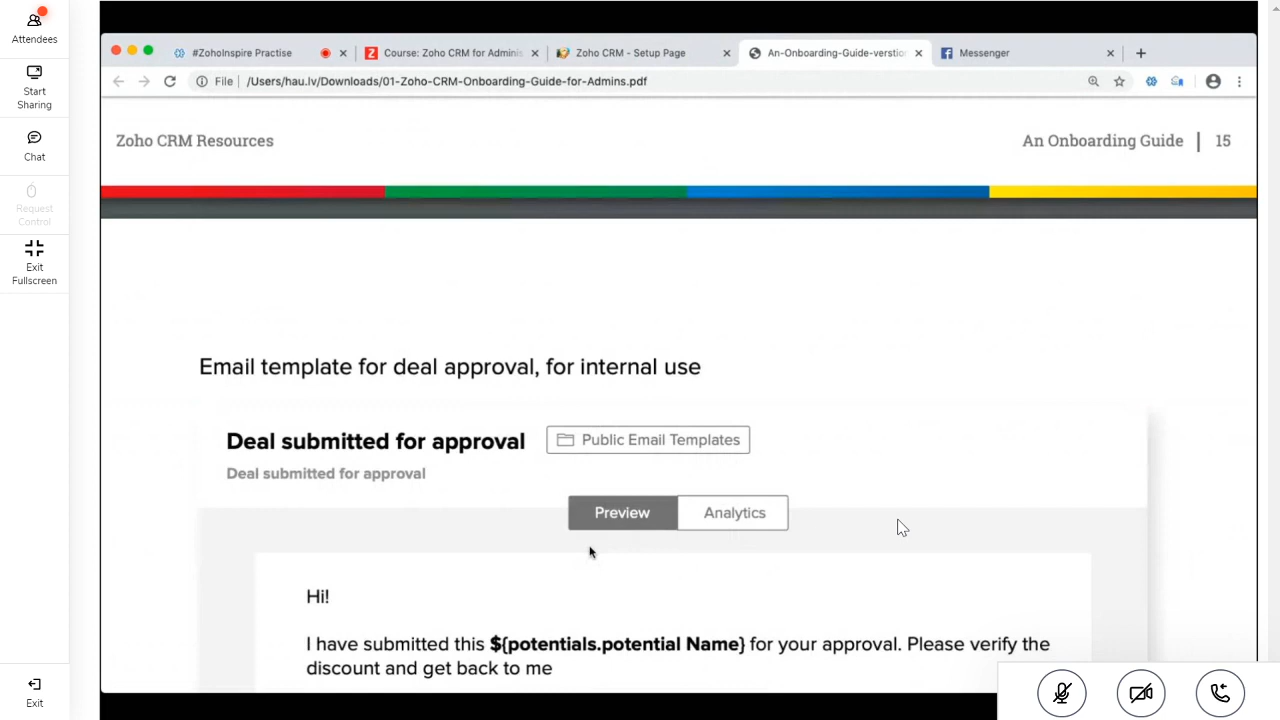 Attendees
Start
Sharing
Chat
Request
Control
Exit
Fullscreen
Exit
#ZohoInspire Practise
Course: Zoho CRM for Adminis
Zoho CRM - Setup Page
An-Onboarding-Guide-verstio
Messenger
File
/Users/hau.lv/Downloads/01-Zoho-CRM-Onboarding-Guide-for-Admins.pdf
Zoho CRM Resources
An Onboarding Guide | 15
Email template for deal approval, for internal use
Deal submitted for approval
Public Email Templates
Deal submitted for approval
Preview
Analytics
Hi!
I have submitted this ${potentials.potential Name} for your approval. Please verify the
discount and get back to me